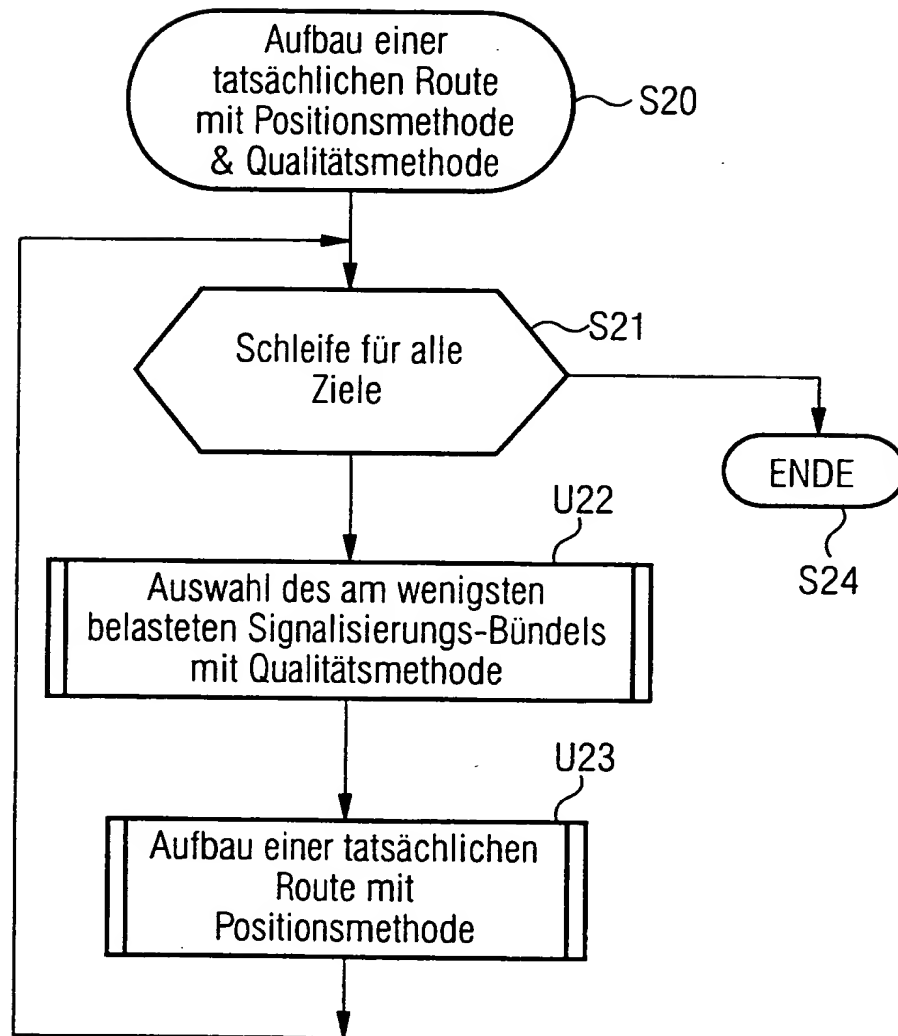 Aufbau einer
tatsächlichen Route
mit Positionsmethode
& Qualitätsmethode
S20
Schleife für alle
Ziele
S21
ENDE
S24
U22
Auswahl des am wenigsten
belasteten Signalisierungs-Bündels
mit Qualitätsmethode
U23
Aufbau einer tatsächlichen
Route mit
Positionsmethode